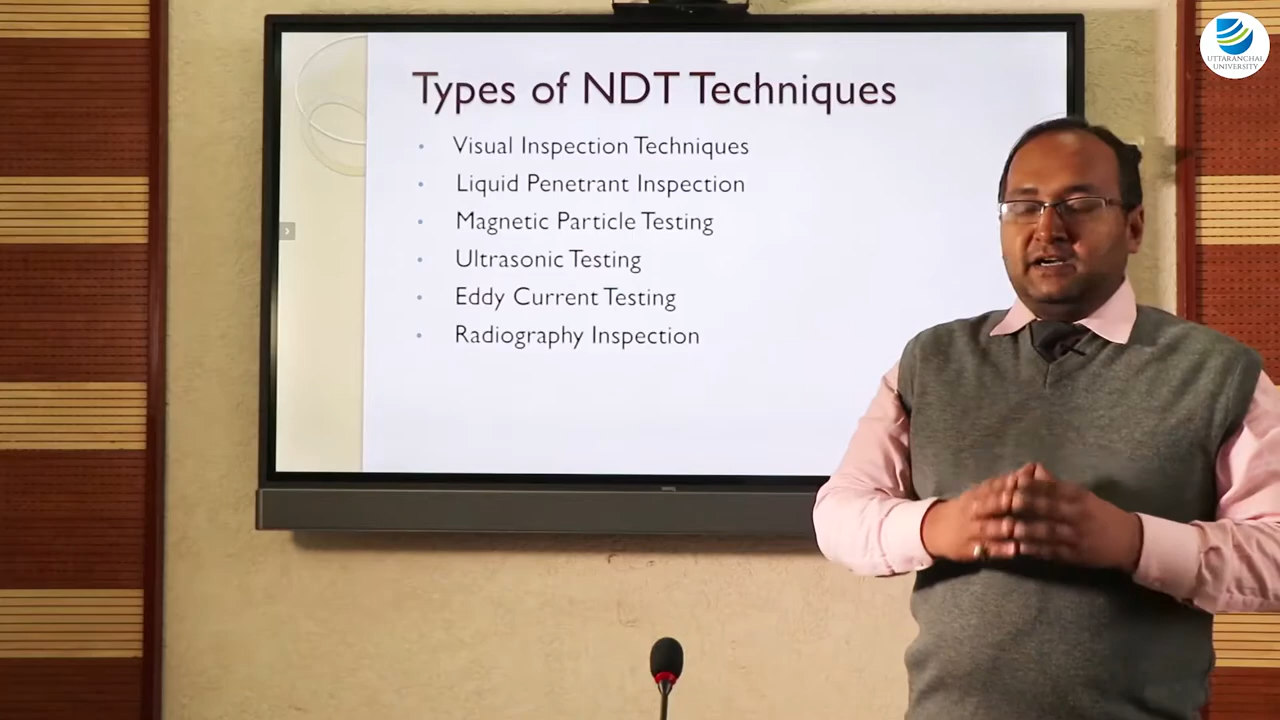 Types of NDT Techniques
Visual Inspection Techniques
Liquid Penetrant Inspection
Magnetic Particle Testing
Ultrasonic Testing
Eddy Current Testing
Radiography Inspection
UTTARANCHAL
UNIVERSITY